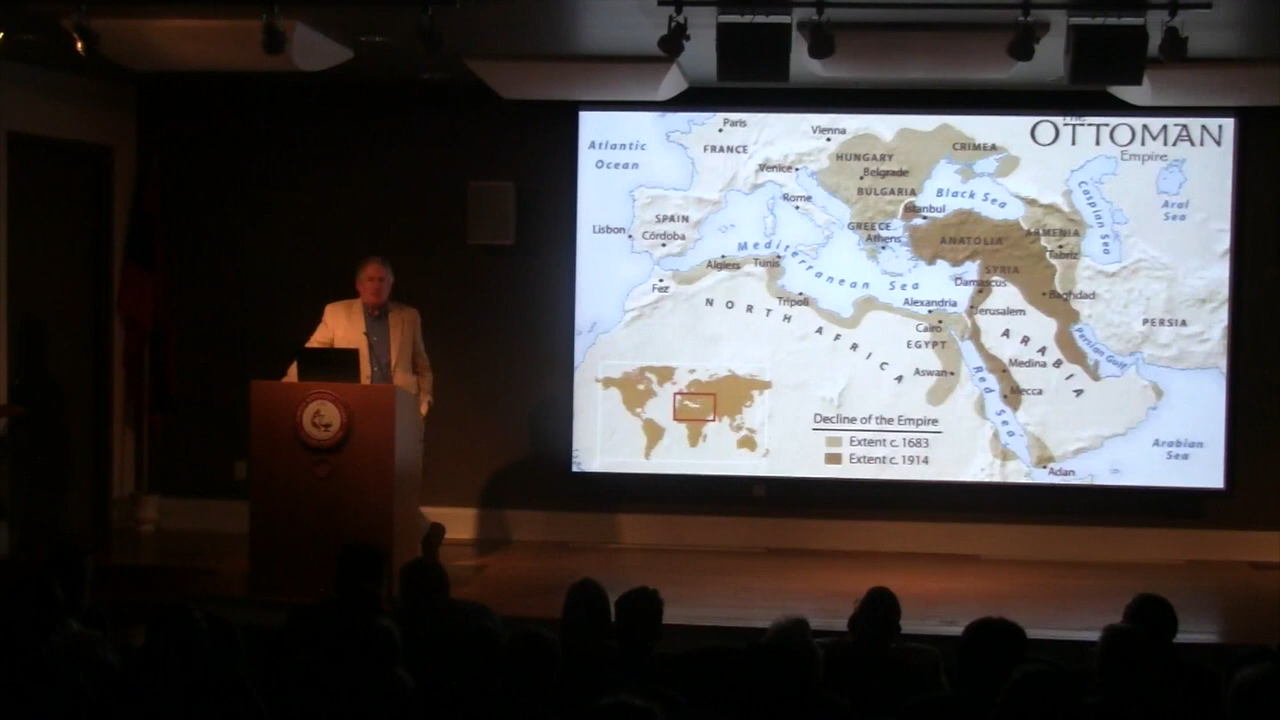 The
OTTOMAN
Empire
Paris
Vienna
Atlantic
Ocean
FRANCE
CRIMEA
HUNGARY
Venice
Belgrade
Caspian Sea
BULGARIA
Black Sea
Aral
Sea
Rome
Istanbul
SPAIN
Lisbon
Córdoba
GREECE
Athens
ANATOLIA
ARMENIA
Mediterranean Sea
Tabriz
Algiers
Tunis
SYRIA
Damascus
Fez
Baghdad
Tripoli
Alexandria
Jerusalem
NORTH AFRICA
Cairo
PERSIA
EGYPT
ARABIA
Persian Gulf
Medina
Aswan
Red Sea
Mecca
Decline of the Empire
Extent c. 1683
Extent c. 1914
Arabian
Sea
Adan